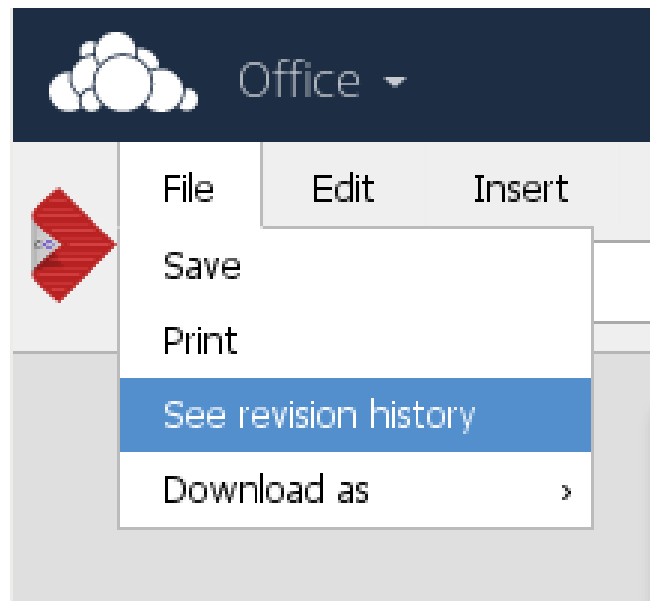 Office
File Edit Insert
Save
Print
See revision history
Download as